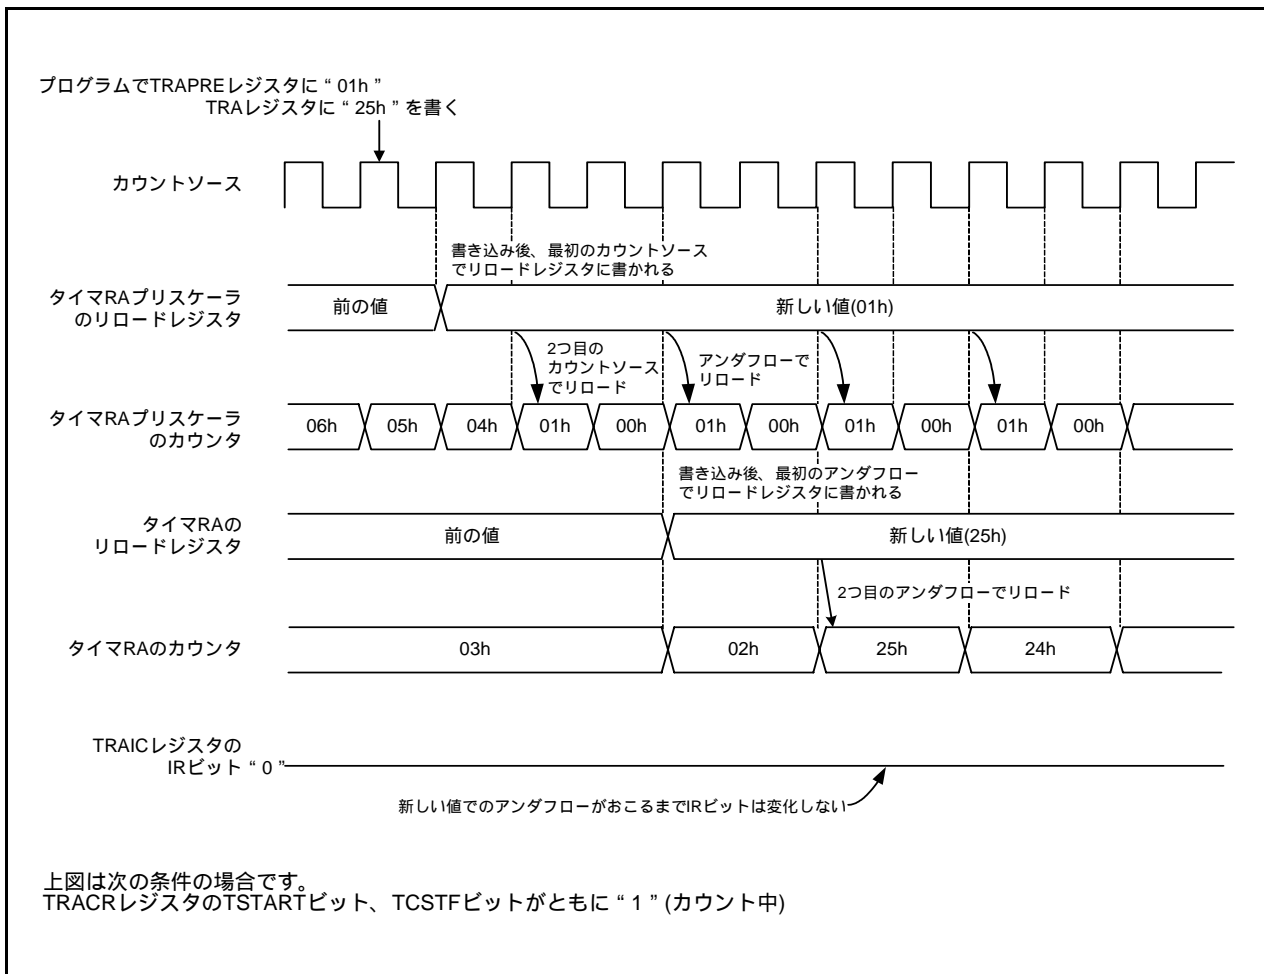 プログラムでTRAPREレジスタに“01h”
TRAレジスタに“25h”を書く
カウントソース
書き込み後、最初のカウントソース
でリロードレジスタに書かれる
タイマRAプリスケーラ
のリロードレジスタ
前の値
新しい値(01h)
2つ目の
カウントソース
でリロード
アンダフローで
リロード
タイマRAプリスケーラ
のカウンタ
06h 05h 04h 01h 00h 01h 00h 01h 00h 01h 00h
書き込み後、最初のアンダフロー
でリロードレジスタに書かれる
タイマRAの
リロードレジスタ
前の値
新しい値(25h)
2つ目のアンダフローでリロード
タイマRAのカウンタ
03h 02h 25h 24h
TRAICレジスタの
IRビット“0”
新しい値でのアンダフローがおこるまでIRビットは変化しない
上図は次の条件の場合です。
TRACRレジスタのTSTARTビット、TCSTFビットがともに“1”(カウント中)